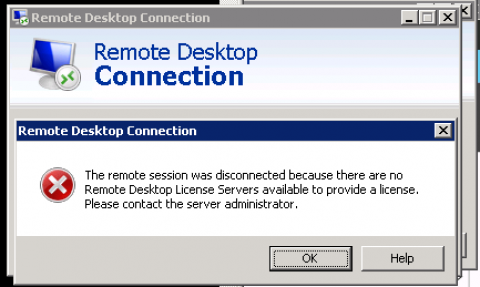 Remote Desktop Connection
Remote Desktop
Connection
Remote Desktop Connection
The remote session was disconnected because there are no
Remote Desktop License Servers available to provide a license.
Please contact the server administrator.
OK
Help